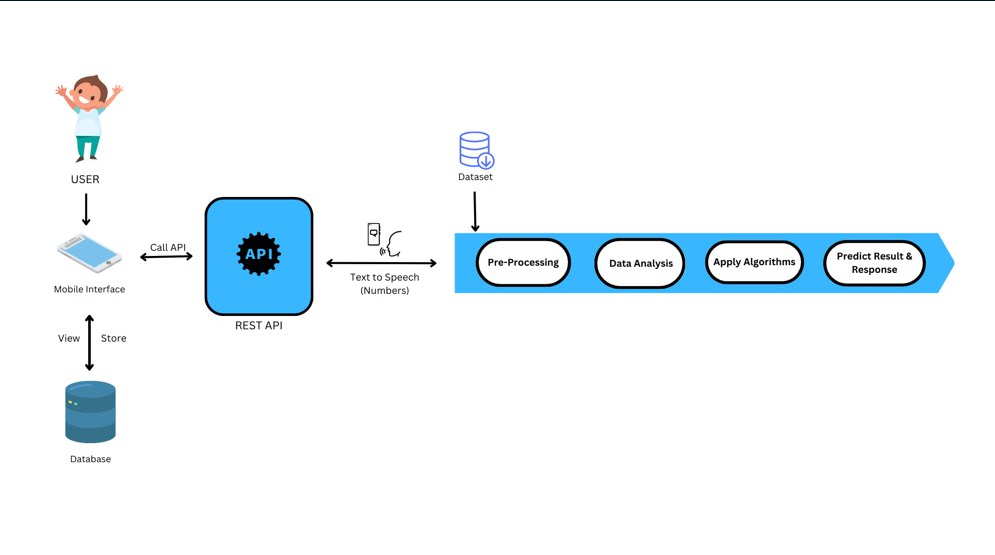 USER
Mobile Interface
View
Store
Database
Call API
API
REST API
Text to Speech
(Numbers)
Dataset
Pre-Processing
Data Analysis
Apply Algorithms
Predict Result &
Response